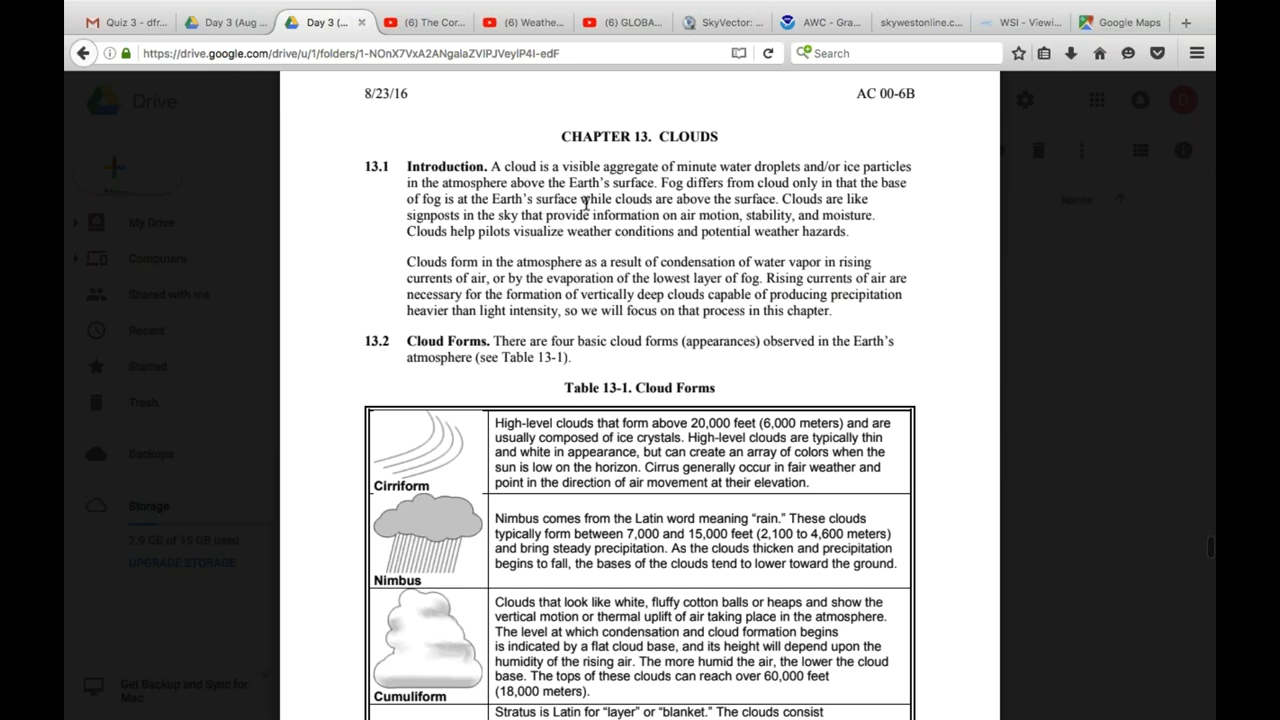 Quiz 3 - dfr...
Day 3 (Aug ...
Day 3 (...
(6) The Cor...
(6) Weathe...
(6) GLOBA...
SkyVector: ...
AWC - Gra...
skywestonline.c...
WSI - Viewi...
Google Maps
https://drive.google.com/drive/u/1/folders/1-NOnX7VxA2ANgalaZVlPJVeylP4I-edF
Search
Drive
My Drive
Computers
Shared with me
Recent
Starred
Trash
Backups
Storage
2.9 GB of 15 GB used
UPGRADE STORAGE
Get Backup and Sync for
Mac
Name
D
8/23/16 AC 00-6B
CHAPTER 13. CLOUDS
13.1 Introduction. A cloud is a visible aggregate of minute water droplets and/or ice particles
in the atmosphere above the Earth's surface. Fog differs from cloud only in that the base
of fog is at the Earth's surface while clouds are above the surface. Clouds are like
signposts in the sky that provide information on air motion, stability, and moisture.
Clouds help pilots visualize weather conditions and potential weather hazards.
Clouds form in the atmosphere as a result of condensation of water vapor in rising
currents of air, or by the evaporation of the lowest layer of fog. Rising currents of air are
necessary for the formation of vertically deep clouds capable of producing precipitation
heavier than light intensity, so we will focus on that process in this chapter.
13.2 Cloud Forms. There are four basic cloud forms (appearances) observed in the Earth's
atmosphere (see Table 13-1).
Table 13-1. Cloud Forms
High-level clouds that form above 20,000 feet (6,000 meters) and are
usually composed of ice crystals. High-level clouds are typically thin
and white in appearance, but can create an array of colors when the
sun is low on the horizon. Cirrus generally occur in fair weather and
point in the direction of air movement at their elevation.
Cirriform
Nimbus comes from the Latin word meaning “rain.” These clouds
typically form between 7,000 and 15,000 feet (2,100 to 4,600 meters)
and bring steady precipitation. As the clouds thicken and precipitation
begins to fall, the bases of the clouds tend to lower toward the ground.
Nimbus
Clouds that look like white, fluffy cotton balls or heaps and show the
vertical motion or thermal uplift of air taking place in the atmosphere.
The level at which condensation and cloud formation begins
is indicated by a flat cloud base, and its height will depend upon the
humidity of the rising air. The more humid the air, the lower the cloud
base. The tops of these clouds can reach over 60,000 feet
(18,000 meters).
Cumuliform
Stratus is Latin for “layer” or “blanket.” The clouds consist